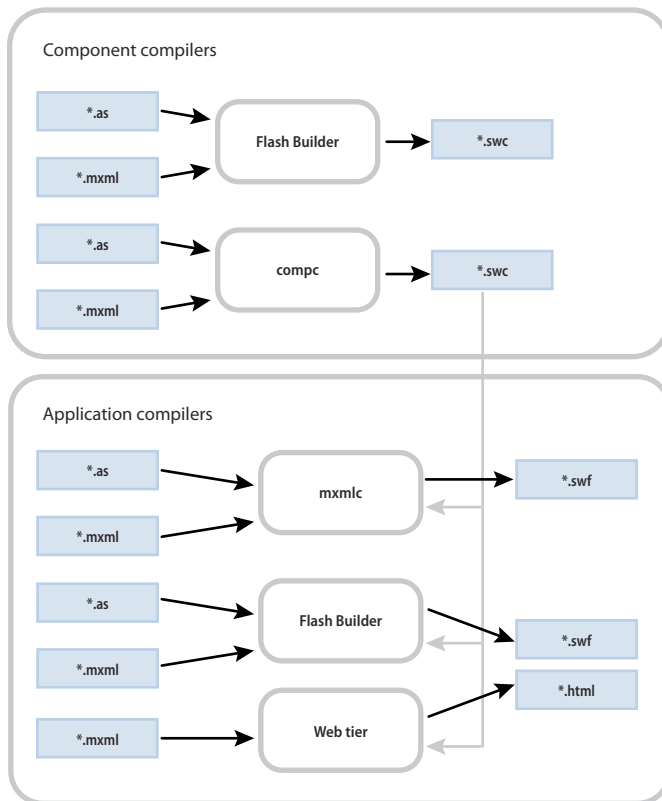 Component compilers
*.as
Flash Builder
*.swc
*.mxml
*.as
compc
*.swc
*.mxml
Application compilers
*.as
mxmlc
*.swf
*.mxml
*.as
Flash Builder
*.swf
*.mxml
*.html
*.mxml
Web tier